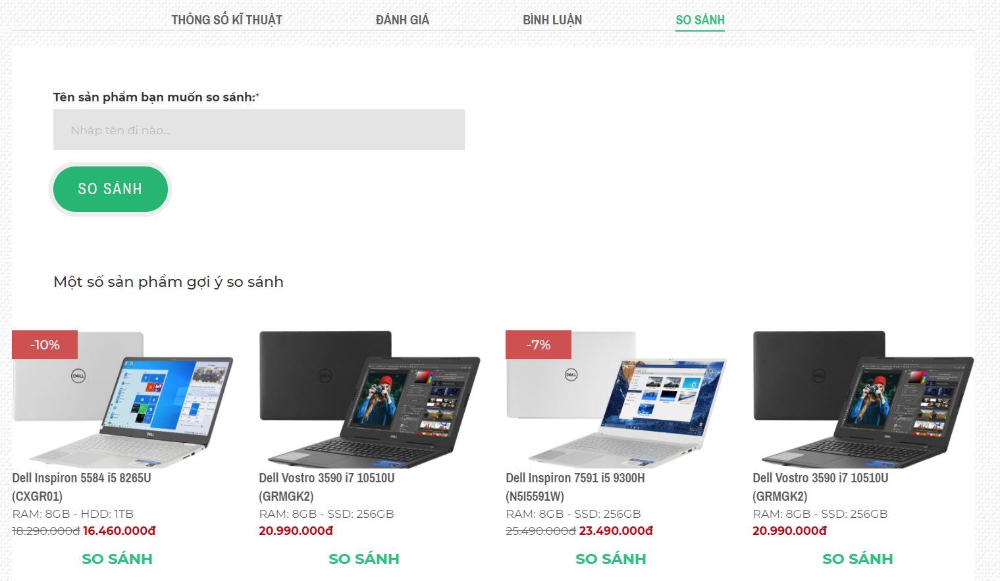 THÔNG SỐ KĨ THUẬT ĐÁNH GIÁ BÌNH LUẬN SO SÁNH
Tên sản phẩm bạn muốn so sánh:*
Nhập tên đi nào...
SO SÁNH
Một số sản phẩm gợi ý so sánh
-10% -7%
DELL DELL DELL DELL
Dell Inspiron 5584 i5 8265U Dell Vostro 3590 i7 10510U Dell Inspiron 7591 i5 9300H Dell Vostro 3590 i7 10510U
(CXGR01) (GRMGK2) (N5I5591W) (GRMGK2)
RAM: 8GB - HDD: 1TB RAM: 8GB - SSD: 256GB RAM: 8GB - SSD: 256GB RAM: 8GB - SSD: 256GB
18.290.000đ 16.460.000đ 20.990.000đ 25.490.000đ 23.490.000đ 20.990.000đ
SO SÁNH SO SÁNH SO SÁNH SO SÁNH